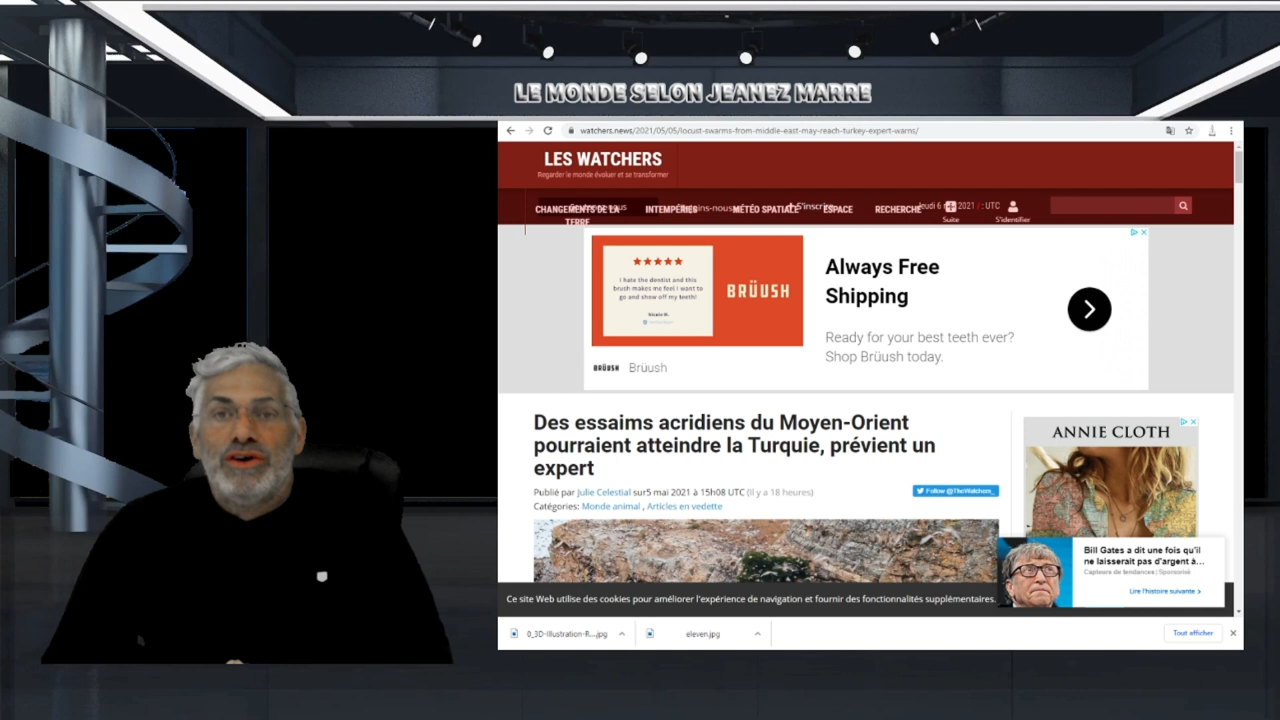 LE MONDE SELON JEANEZ MARRE
watchers.news/2021/05/05/locust-swarms-from-middle-east-may-reach-turkey-expert-warns/
LES WATCHERS
Regarder le monde évoluer et se transformer
CHANGEMENTS DE LA TERRE
INTEMPÉRIES
MÉTÉO SPATIALE
S'inscrire
ESPACE
RECHERCHE
2021 / : UTC
Suite
S'identifier
I hate the dentist and this
brush makes me feel I want to
go and show off my teeth!
BRÜUSH
Always Free
Shipping
Ready for your best teeth ever?
Shop Brüush today.
BRÜUSH Brüush
Des essaims acridiens du Moyen-Orient
pourraient atteindre la Turquie, prévient un
expert
Publié par Julie Celestial sur5 mai 2021 à 15h08 UTC (Il y a 18 heures)
Follow @TheWatchers_
Catégories: Monde animal , Articles en vedette
ANNIE CLOTH
Bill Gates a dit une fois qu'il
ne laisserait pas d'argent à...
Capteurs de tendances | Sponsorisé
Lire l'histoire suivante >
Ce site Web utilise des cookies pour améliorer l'expérience de navigation et fournir des fonctionnalités supplémentaires.
0_3D-Illustration-R....jpg
eleven.jpg
Tout afficher